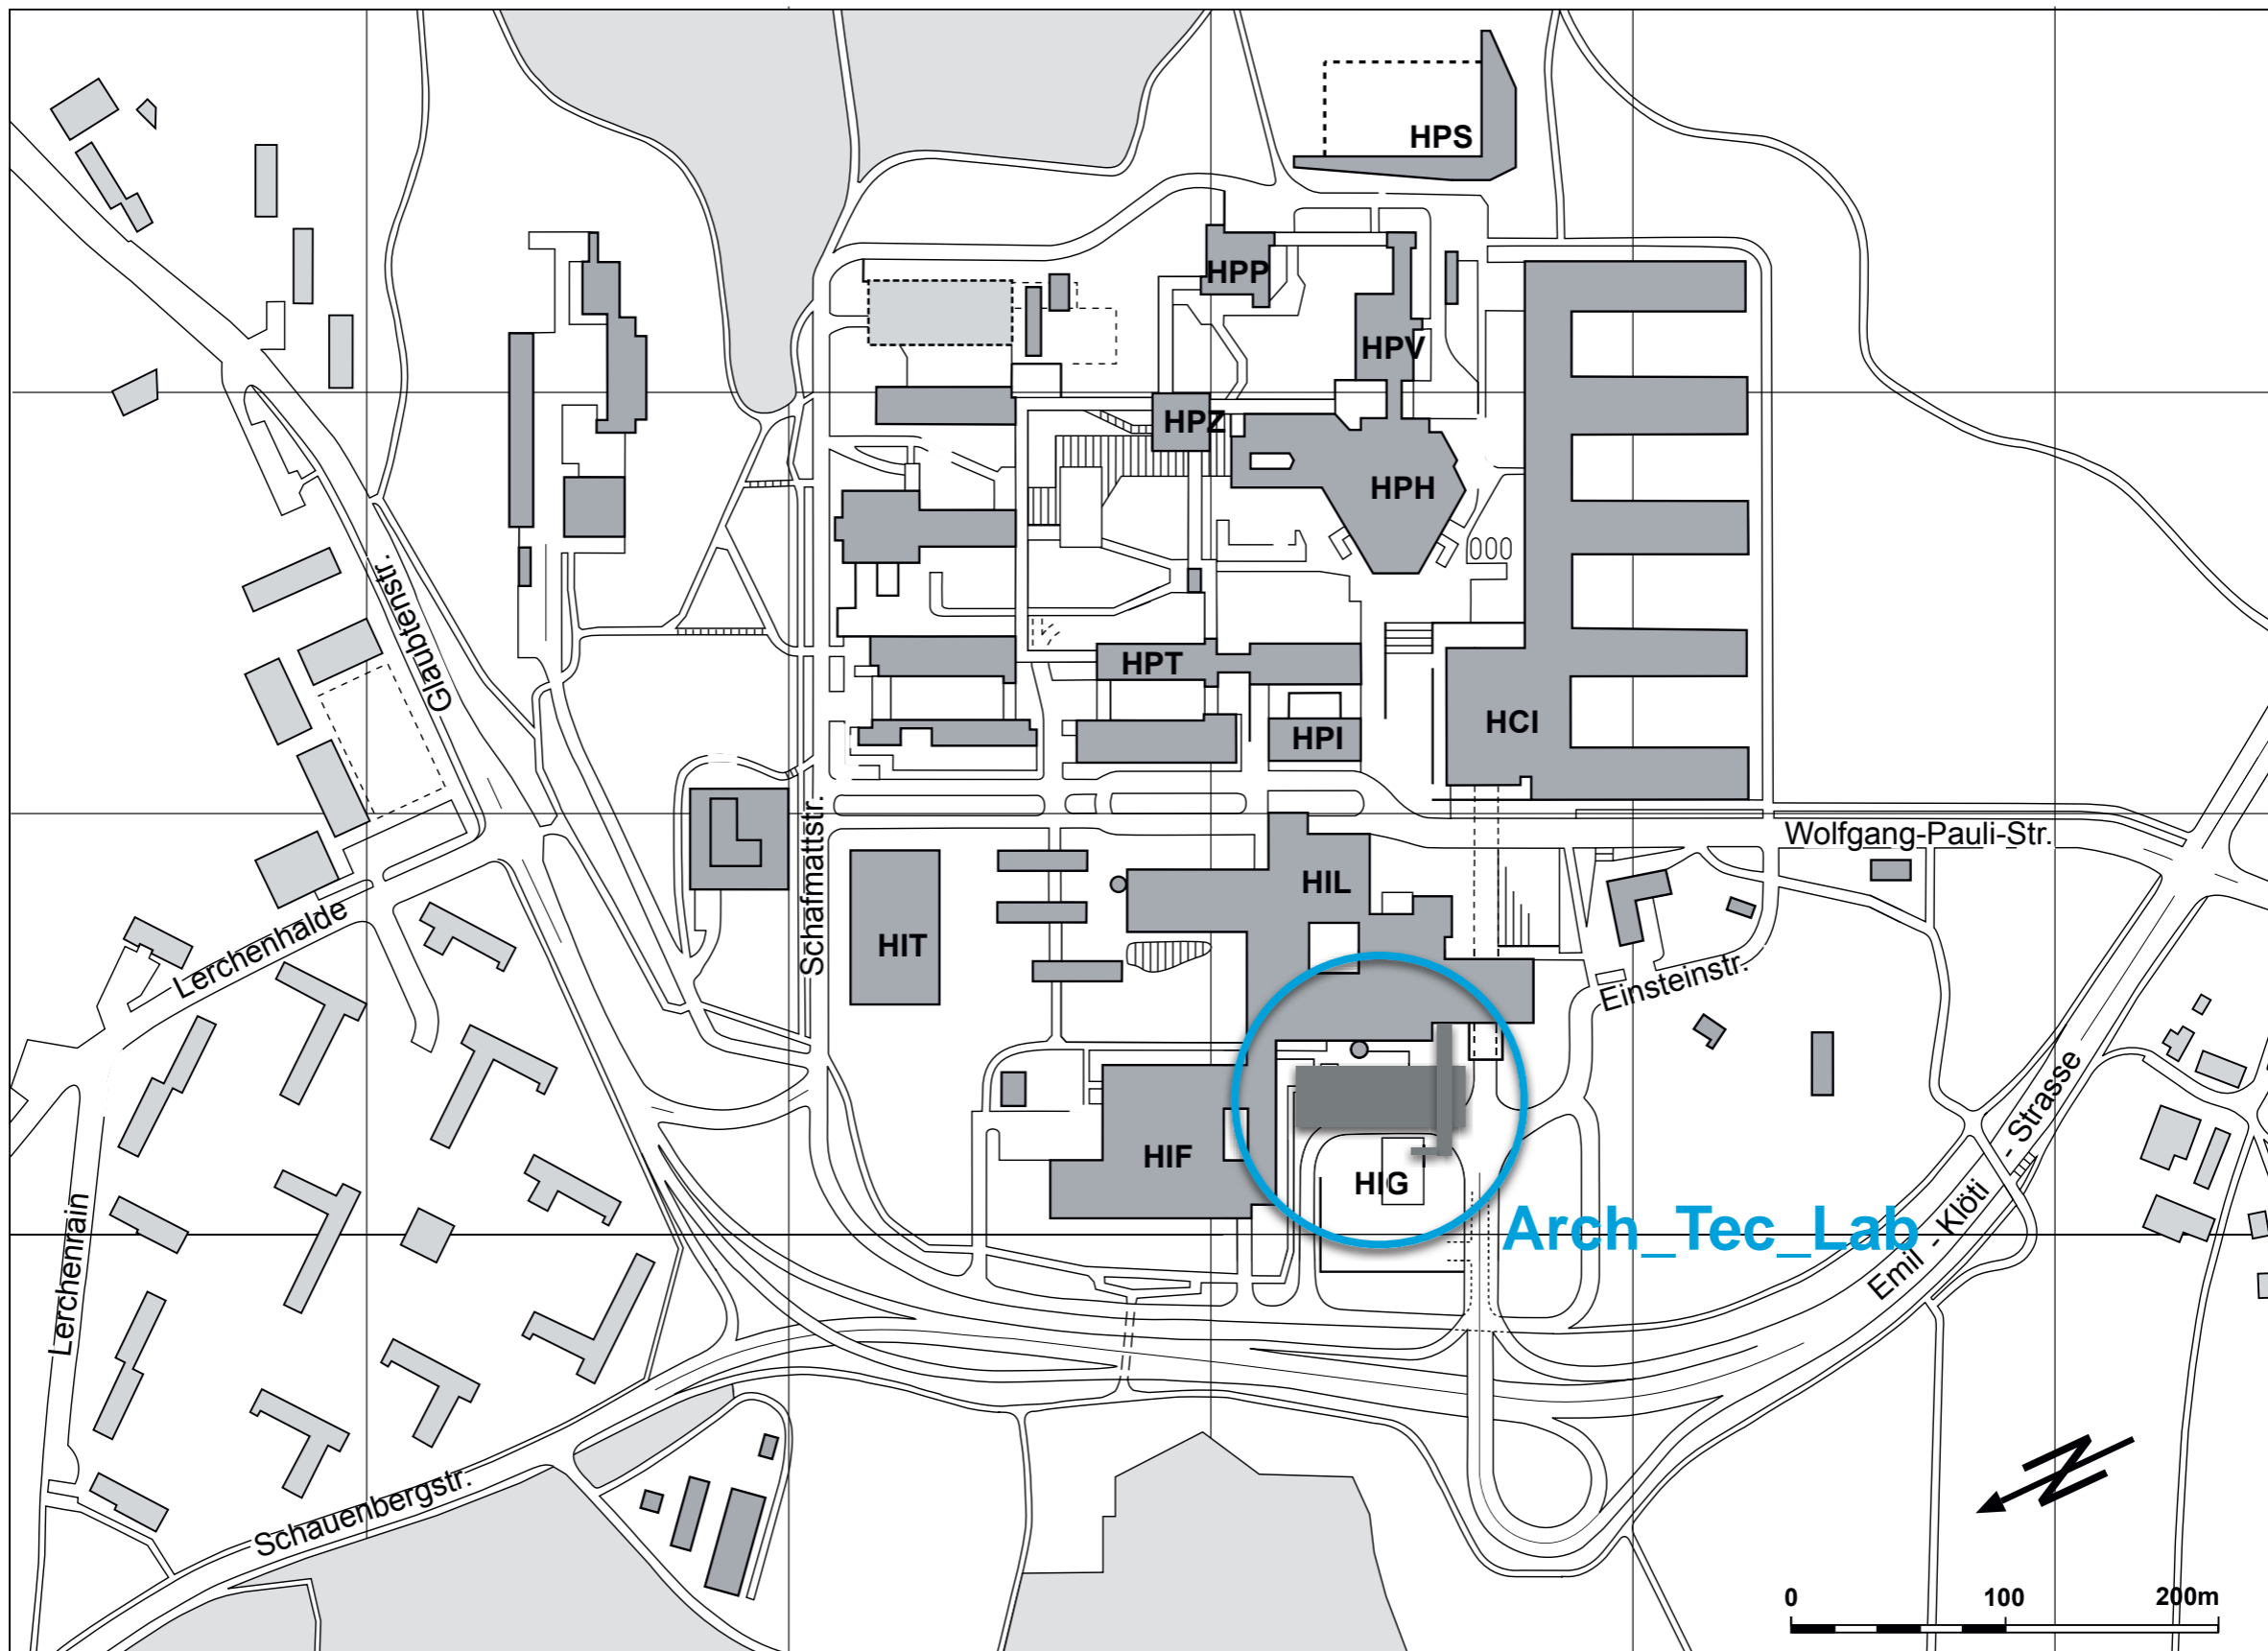 HPS
HPP
HPV
HPZ
HPH
Glaubtenstr.
HPT
HCI
HPI
Wolfgang-Pauli-Str.
Schafmattstr.
HIL
Lerchenhalde
HIT
Einsteinstr.
- Strasse
HIF
HIG
Arch_Tec_Lab
- Klöti
Emil
Lerchenrain
Schauenbergstr.
N
0 100 200m